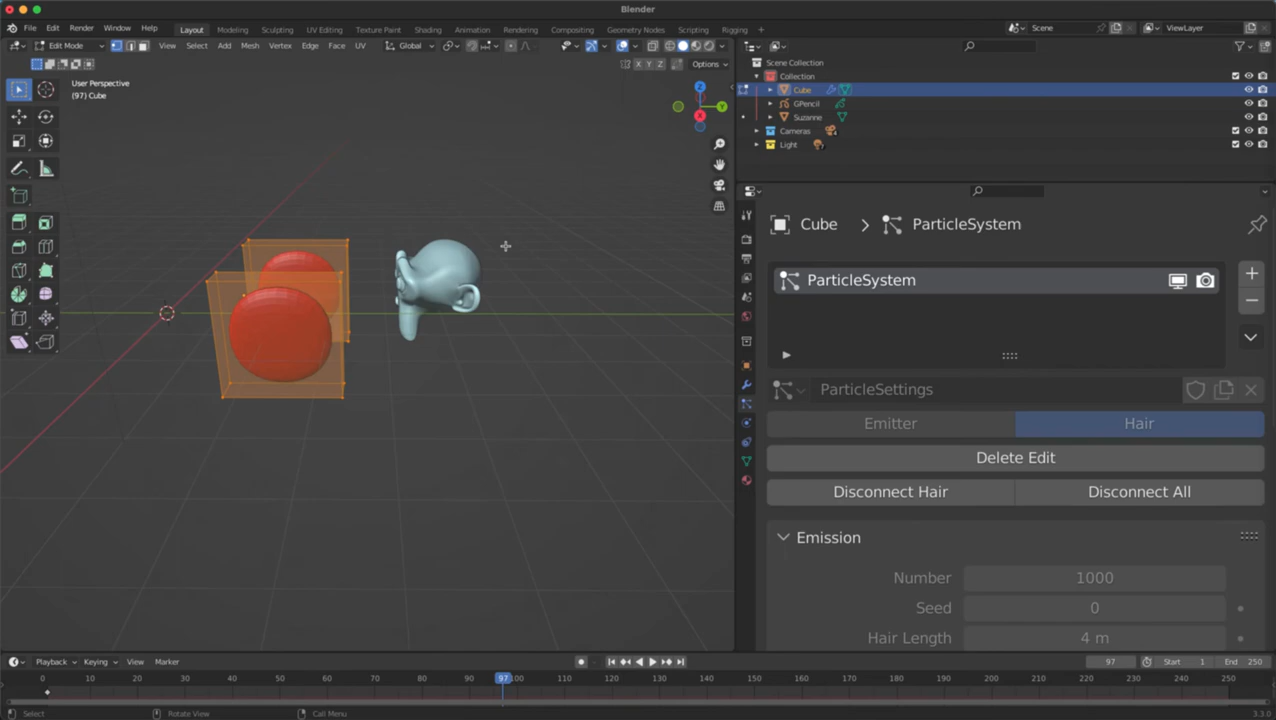 Blender
File Edit Render Window Help Layout Modeling Sculpting UV Editing Texture Paint Shading Animation Rendering Compositing Geometry Nodes Scripting Rigging + Scene ViewLayer
Edit Mode View Select Add Mesh Vertex Edge Face UV Global
X Y Z Options
User Perspective
(97) Cube
Z
Y
X
Scene Collection
Collection
Cube
GPencil
Suzanne
Cameras
Light
Cube > ParticleSystem
ParticleSystem
ParticleSettings
Emitter Hair
Delete Edit
Disconnect Hair Disconnect All
Emission
Number 1000
Seed 0
Hair Length 4 m
Playback Keying View Marker 97 Start 1 End 250
0 10 20 30 40 50 60 70 80 90 97 100 110 120 130 140 150 160 170 180 190 200 210 220 230 240 250
Select Rotate View Call Menu 3.3.0